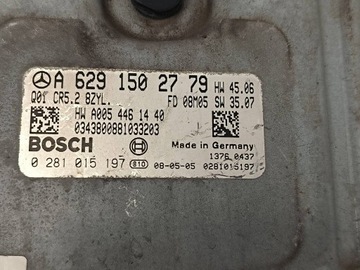 A 629 150 27 79 HW 45.06
Q01 CR5.2 8ZYL. FD 08M05 SW 35.07
HW A005 446 14 40
0343800881033203
BOSCH Made in Germany
1376 0437
0 281 015 197 810 08-05-05 0281015197